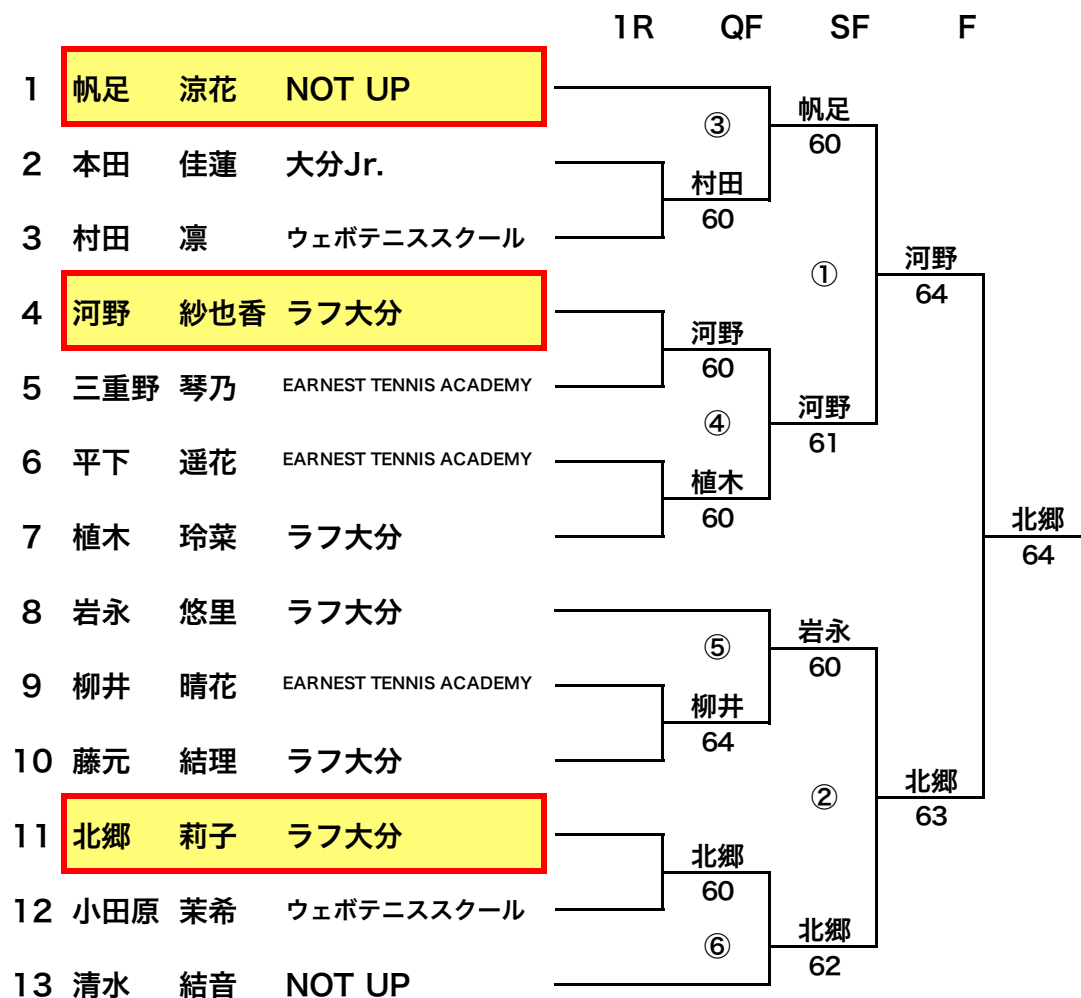 1R QF SF F
1 帆足 涼花 NOT UP
2 本田 佳蓮 大分Jr.
3 村田 凛 ウェボテニススクール
4 河野 紗也香 ラフ大分
5 三重野 琴乃 EARNEST TENNIS ACADEMY
6 平下 遥花 EARNEST TENNIS ACADEMY
7 植木 玲菜 ラフ大分
8 岩永 悠里 ラフ大分
9 柳井 晴花 EARNEST TENNIS ACADEMY
10 藤元 結理 ラフ大分
11 北郷 莉子 ラフ大分
12 小田原 茉希 ウェボテニススクール
13 清水 結音 NOT UP
村田
60
河野
60
植木
60
柳井
64
北郷
60
③
④
⑤
⑥
帆足
60
河野
61
岩永
60
北郷
62
①
②
河野
64
北郷
63
北郷
64